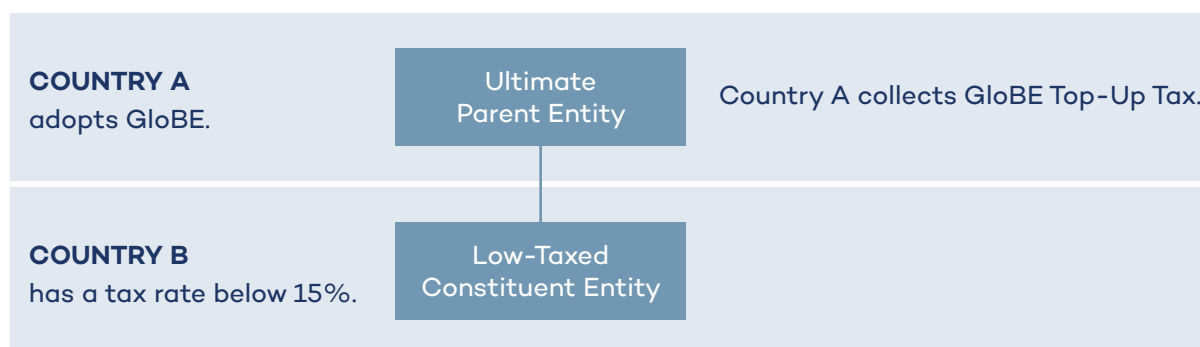 COUNTRY A
adopts GloBE.
Ultimate
Parent Entity
Country A collects GloBE Top-Up Tax.
COUNTRY B
has a tax rate below 15%.
Low-Taxed
Constituent Entity